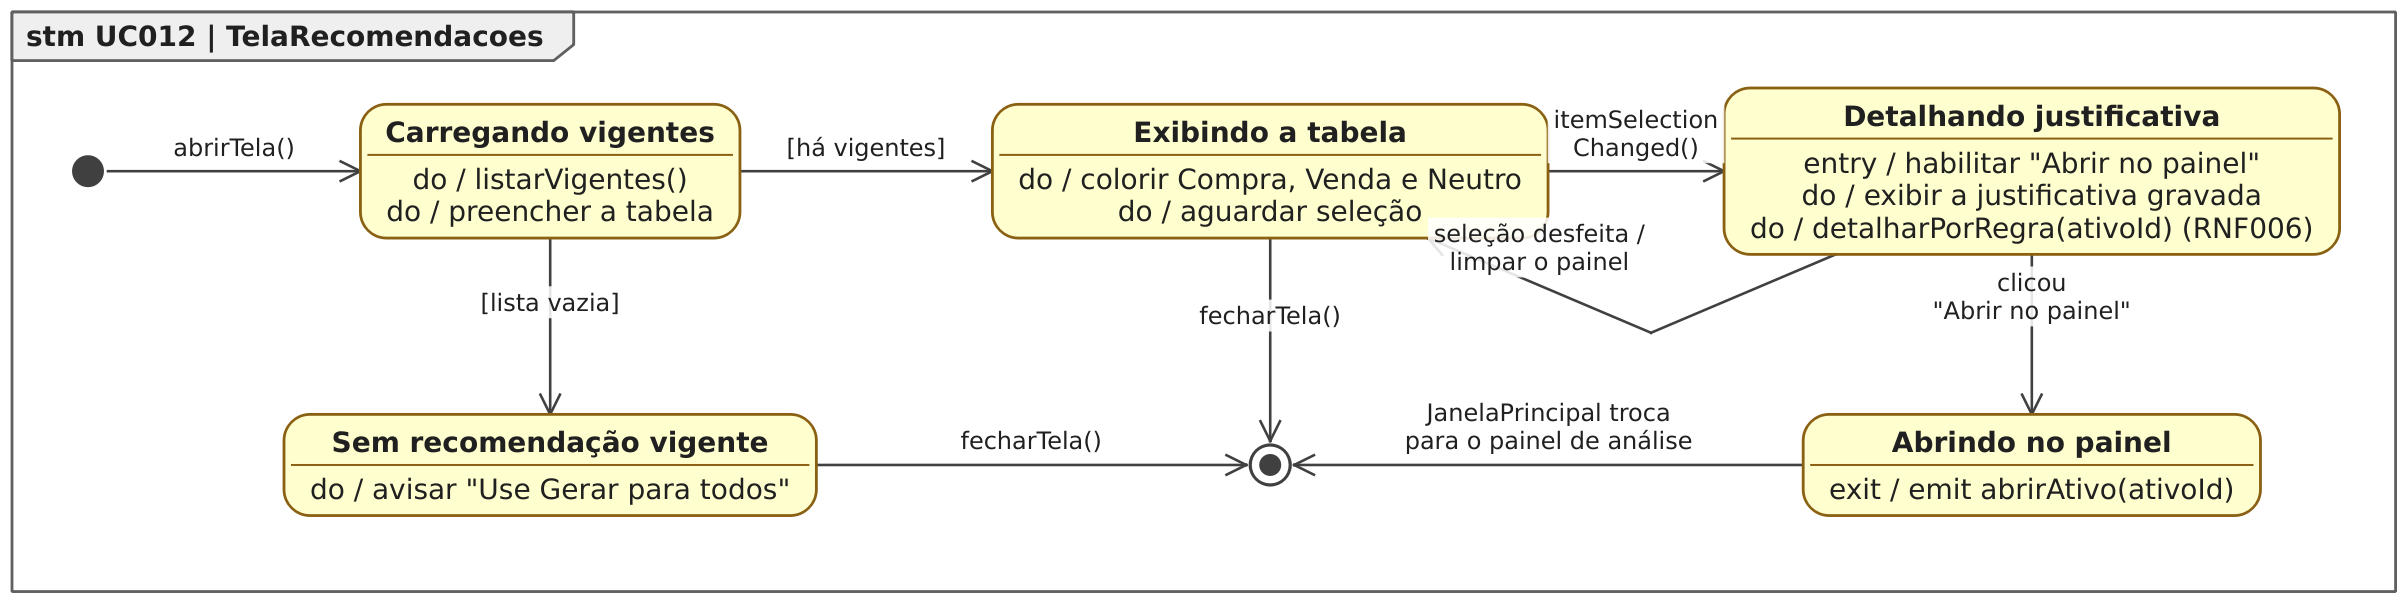 stm UC012 | TelaRecomendacoes
abrirTela()
Carregando vigentes
do / listarVigentes()
do / preencher a tabela
[há vigentes]
Exibindo a tabela
do / colorir Compra, Venda e Neutro
do / aguardar seleção
itemSelection
Changed()
Detalhando justificativa
entry / habilitar "Abrir no painel"
do / exibir a justificativa gravada
do / detalharPorRegra(ativoId) (RNF006)
seleção desfeita /
limpar o painel
[lista vazia]
fecharTela()
clicou
"Abrir no painel"
Sem recomendação vigente
do / avisar "Use Gerar para todos"
fecharTela()
JanelaPrincipal troca
para o painel de análise
Abrindo no painel
exit / emit abrirAtivo(ativoId)